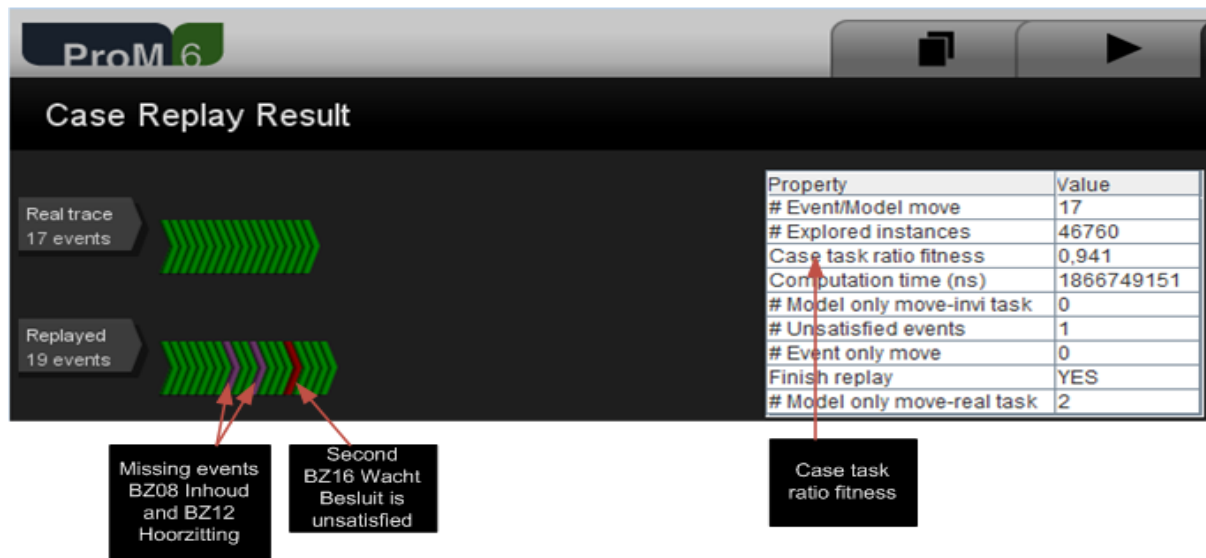 ProM 6
Case Replay Result
Real trace
17 events
Replayed
19 events
Property Value
# Event/Model move 17
# Explored instances 46760
Case task ratio fitness 0,941
Computation time (ns) 1866749151
# Model only move-invi task 0
# Unsatisfied events 1
# Event only move 0
Finish replay YES
# Model only move-real task 2
Missing events
BZ08 Inhoud
and BZ12
Hoorzitting
Second
BZ16 Wacht
Besluit is
unsatisfied
Case task
ratio fitness